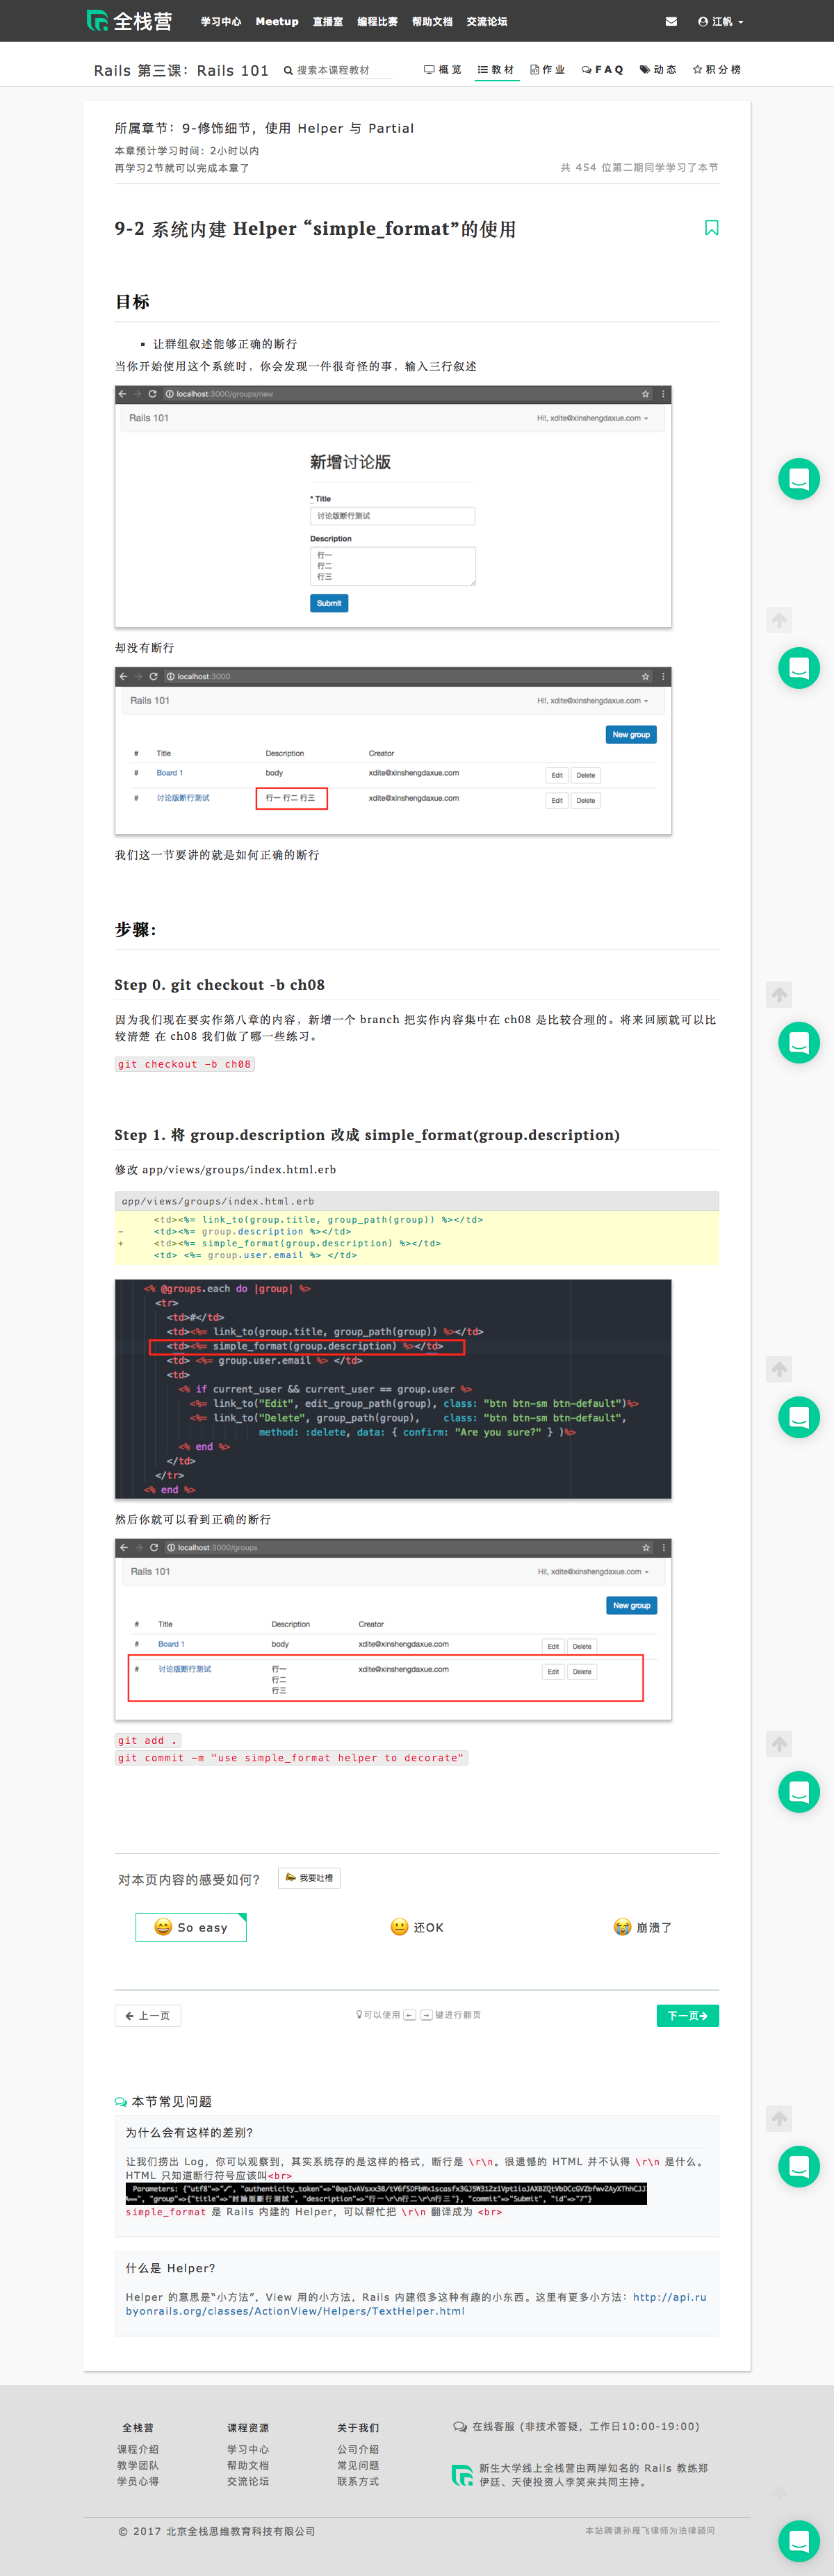 全栈营 学习中心 Meetup 直播室 编程比赛 帮助文档 交流论坛 江帆
Rails 第三课：Rails 101 搜索本课程教材 概览 教材 作业 FAQ 动态 积分榜
所属章节：9-修饰细节，使用 Helper 与 Partial
本章预计学习时间：2小时以内
再学习2节就可以完成本章了 共 454 位第二期同学学习了本节
9-2 系统内建 Helper “simple_format”的使用
目标
让群组叙述能够正确的断行
当你开始使用这个系统时，你会发现一件很奇怪的事，输入三行叙述
localhost:3000/groups/new
Rails 101 Hi!, xdite@xinshengdaxue.com
新增讨论版
* Title
讨论版断行测试
Description
行一
行二
行三
Submit
却没有断行
localhost:3000
Rails 101 Hi!, xdite@xinshengdaxue.com
New group
# Title Description Creator
# Board 1 body xdite@xinshengdaxue.com Edit Delete
# 讨论版断行测试 行一 行二 行三 xdite@xinshengdaxue.com Edit Delete
我们这一节要讲的就是如何正确的断行
步骤：
Step 0. git checkout -b ch08
因为我们现在要实作第八章的内容，新增一个 branch 把实作内容集中在 ch08 是比较合理的。将来回顾就可以比
较清楚 在 ch08 我们做了哪一些练习。
git checkout -b ch08
Step 1. 将 group.description 改成 simple_format(group.description)
修改 app/views/groups/index.html.erb
app/views/groups/index.html.erb
<td><%= link_to(group.title, group_path(group)) %></td>
- <td><%= group.description %></td>
+ <td><%= simple_format(group.description) %></td>
<td> <%= group.user.email %> </td>
<% @groups.each do |group| %>
<tr>
<td>#</td>
<td><%= link_to(group.title, group_path(group)) %></td>
<td><%= simple_format(group.description) %></td>
<td> <%= group.user.email %> </td>
<td>
<% if current_user && current_user == group.user %>
<%= link_to("Edit", edit_group_path(group), class: "btn btn-sm btn-default")%>
<%= link_to("Delete", group_path(group), class: "btn btn-sm btn-default",
method: :delete, data: { confirm: "Are you sure?" } )%>
<% end %>
</td>
</tr>
<% end %>
然后你就可以看到正确的断行
localhost:3000/groups
Rails 101 Hi!, xdite@xinshengdaxue.com
New group
# Title Description Creator
# Board 1 body xdite@xinshengdaxue.com Edit Delete
# 讨论版断行测试 行一 xdite@xinshengdaxue.com Edit Delete
行二
行三
git add .
git commit -m "use simple_format helper to decorate"
对本页内容的感受如何? 我要吐槽
So easy 还OK 崩溃了
上一页 可以使用 ← → 键进行翻页 下一页
本节常见问题
为什么会有这样的差别?
让我们捞出 Log，你可以观察到，其实系统存的是这样的格式，断行是 \r\n。很遗憾的 HTML 并不认得 \r\n 是什么。
HTML 只知道断行符号应该叫<br>
Parameters: {"utf8"=>"✓", "authenticity_token"=>
"group"=>{"title"=>"討論版斷行測試", "description"=>"行一\r\n行二\r\n行三"}, "commit"=>"Submit", "id"=>"7"}
simple_format 是 Rails 内建的 Helper，可以帮忙把 \r\n 翻译成为 <br>
什么是 Helper?
Helper 的意思是“小方法”，View 用的小方法，Rails 内建很多这种有趣的小东西。这里有更多小方法：http://api.ru
byonrails.org/classes/ActionView/Helpers/TextHelper.html
全栈营 课程资源 关于我们 在线客服 (非技术答疑，工作日10:00-19:00)
课程介绍 学习中心 公司介绍
教学团队 帮助文档 常见问题 新生大学线上全栈营由两岸知名的 Rails 教练郑
学员心得 交流论坛 联系方式 伊廷、天使投资人李笑来共同主持。
© 2017 北京全栈思维教育科技有限公司 本站聘请孙雁飞律师为法律顾问